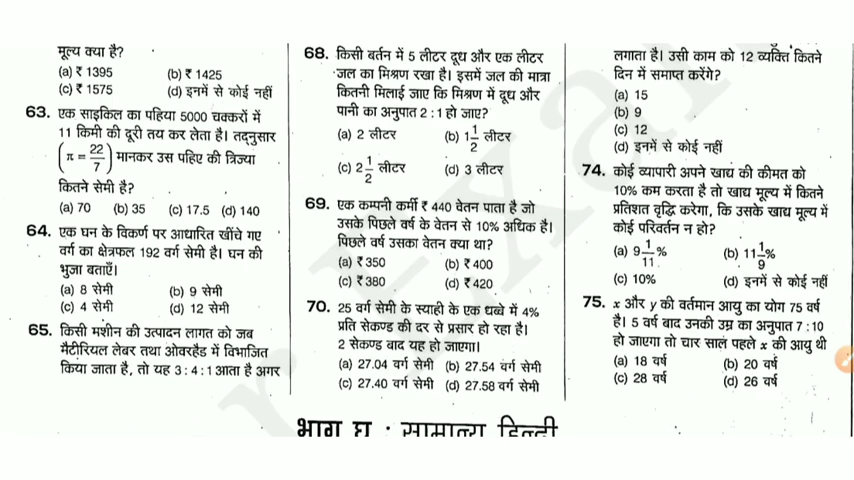 मूल्य क्या है?
(a) ₹ 1395 (b) ₹ 1425
(c) ₹ 1575 (d) इनमें से कोई नहीं
63. एक साइकिल का पहिया 5000 चक्करों में
11 किमी की दूरी तय कर लेता है। तद्नुसार
(π = 22/7) मानकर उस पहिए की त्रिज्या
कितने सेमी है?
(a) 70 (b) 35 (c) 17.5 (d) 140
64. एक घन के विकर्ण पर आधारित खींचे गए
वर्ग का क्षेत्रफल 192 वर्ग सेमी है। घन की
भुजा बताएँ।
(a) 8 सेमी (b) 9 सेमी
(c) 4 सेमी (d) 12 सेमी
65. किसी मशीन की उत्पादन लागत को जब
मैटीरियल लेबर तथा ओवरहैड में विभाजित
किया जाता है, तो यह 3 : 4 : 1 आता है अगर
68. किसी बर्तन में 5 लीटर दूध और एक लीटर
जल का मिश्रण रखा है। इसमें जल की मात्रा
कितनी मिलाई जाए कि मिश्रण में दूध और
पानी का अनुपात 2 : 1 हो जाए?
(a) 2 लीटर (b) 1 1/2 लीटर
(c) 2 1/2 लीटर (d) 3 लीटर
69. एक कम्पनी कर्मी ₹ 440 वेतन पाता है जो
उसके पिछले वर्ष के वेतन से 10% अधिक है।
पिछले वर्ष उसका वेतन क्या था?
(a) ₹ 350 (b) ₹ 400
(c) ₹ 380 (d) ₹ 420
70. 25 वर्ग सेमी के स्याही के एक धब्बे में 4%
प्रति सेकण्ड की दर से प्रसार हो रहा है।
2 सेकण्ड बाद यह हो जाएगा।
(a) 27.04 वर्ग सेमी (b) 27.54 वर्ग सेमी
(c) 27.40 वर्ग सेमी (d) 27.58 वर्ग सेमी
लगाता है। उसी काम को 12 व्यक्ति कितने
दिन में समाप्त करेंगे?
(a) 15
(b) 9
(c) 12
(d) इनमें से कोई नहीं
74. कोई व्यापारी अपने खाद्य की कीमत को
10% कम करता है तो खाद्य मूल्य में कितने
प्रतिशत वृद्धि करेगा, कि उसके खाद्य मूल्य में
कोई परिवर्तन न हो?
(a) 9 1/11 % (b) 11 1/9 %
(c) 10% (d) इनमें से कोई नहीं
75. x और y की वर्तमान आयु का योग 75 वर्ष
है। 5 वर्ष बाद उनकी उम्र का अनुपात 7 : 10
हो जाएगा तो चार साल पहले x की आयु थी
(a) 18 वर्ष (b) 20 वर्ष
(c) 28 वर्ष (d) 26 वर्ष
भाग घ : सामान्य हिन्दी